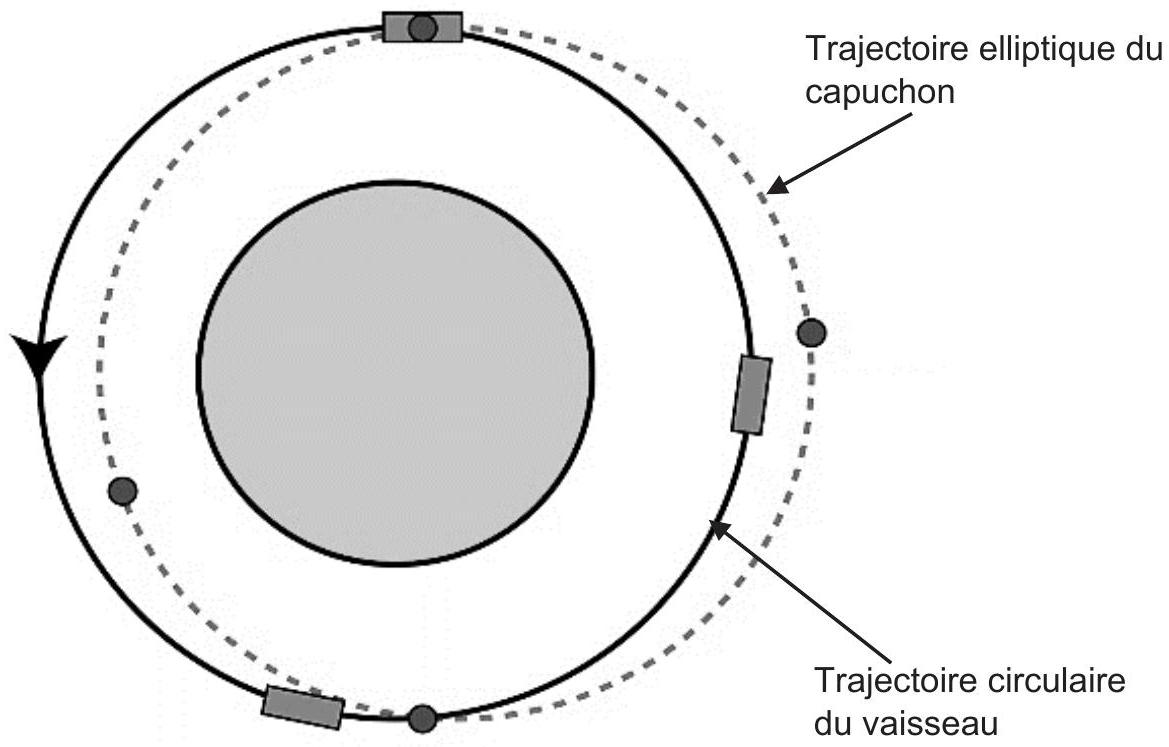 Trajectoire elliptique du
capuchon
Trajectoire circulaire
du vaisseau